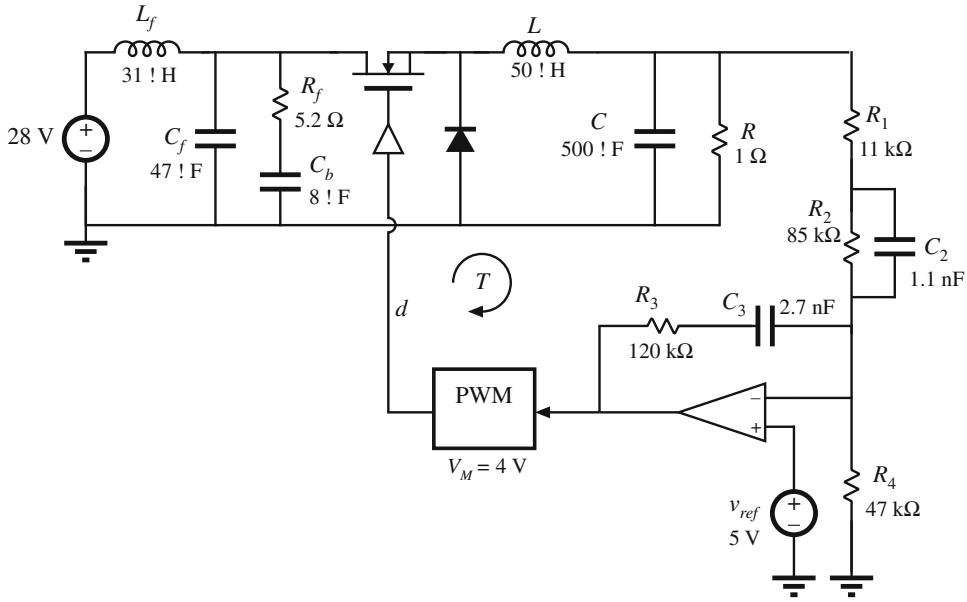 L_f
31 ! H
28 V
+
−
C_f
47 ! F
R_f
5.2 Ω
C_b
8 ! F
L
50 ! H
C
500 ! F
R
1 Ω
R_1
11 kΩ
R_2
85 kΩ
C_2
1.1 nF
d
T
R_3
120 kΩ
C_3
2.7 nF
PWM
V_M = 4 V
−
+
v_ref
5 V
+
−
R_4
47 kΩ